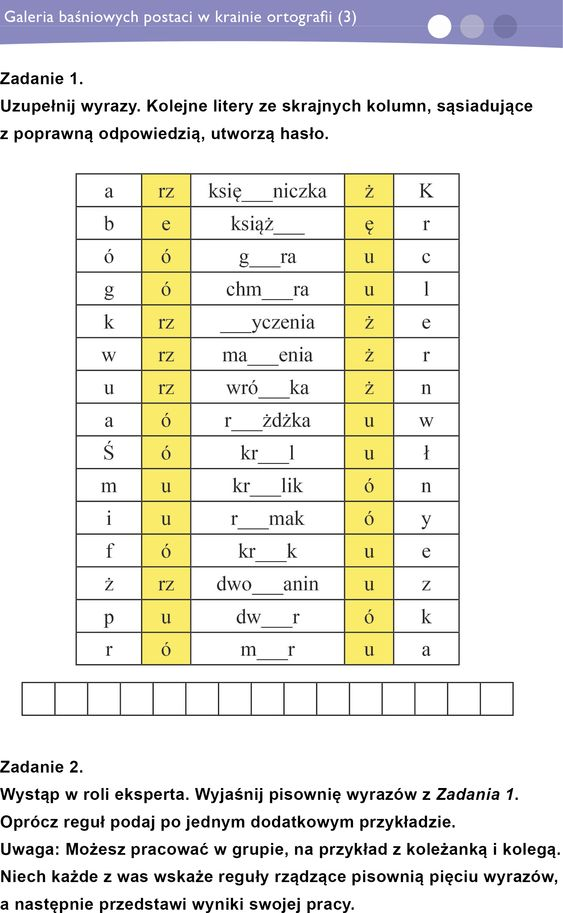 Galeria baśniowych postaci w krainie ortografii (3)
Zadanie 1.
Uzupełnij wyrazy. Kolejne litery ze skrajnych kolumn, sąsiadujące
z poprawną odpowiedzią, utworzą hasło.
a rz księ___niczka ż K
b e książ___ ę r
ó ó g___ra u c
g ó chm___ra u l
k rz ___yczenia ż e
w rz ma___enia ż r
u rz wró___ka ż n
a ó r___żdżka u w
Ś ó kr___l u ł
m u kr___lik ó n
i u r___mak ó y
f ó kr___k u e
ż rz dwo___anin u z
p u dw___r ó k
r ó m___r u a
Zadanie 2.
Wystąp w roli eksperta. Wyjaśnij pisownię wyrazów z Zadania 1.
Oprócz reguł podaj po jednym dodatkowym przykładzie.
Uwaga: Możesz pracować w grupie, na przykład z koleżanką i kolegą.
Niech każde z was wskaże reguły rządzące pisownią pięciu wyrazów,
a następnie przedstawi wyniki swojej pracy.